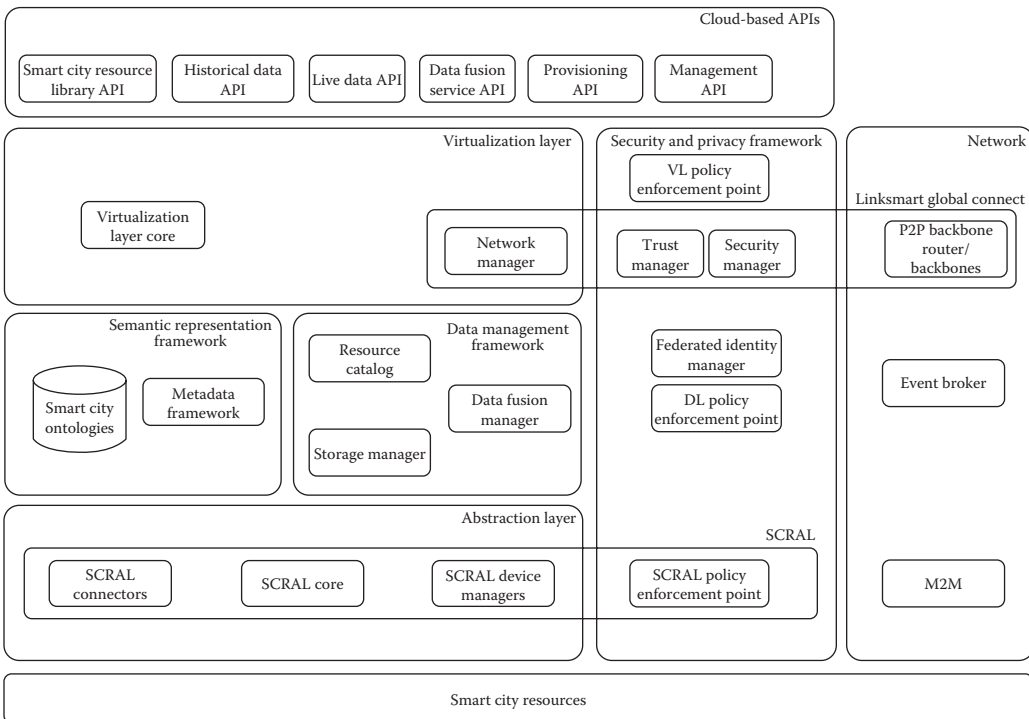 Cloud-based APIs
Smart city resource
library API
Historical data
API
Live data API
Data fusion
service API
Provisioning
API
Management
API
Virtualization layer
Virtualization
layer core
Network
manager
Security and privacy framework
VL policy
enforcement point
Trust
manager
Security
manager
Network
Linksmart global connect
P2P backbone
router/
backbones
Semantic representation
framework
Smart city
ontologies
Metadata
framework
Data management
framework
Resource
catalog
Data fusion
manager
Storage manager
Federated identity
manager
DL policy
enforcement point
Event broker
Abstraction layer
SCRAL
SCRAL
connectors
SCRAL core
SCRAL device
managers
SCRAL policy
enforcement point
M2M
Smart city resources